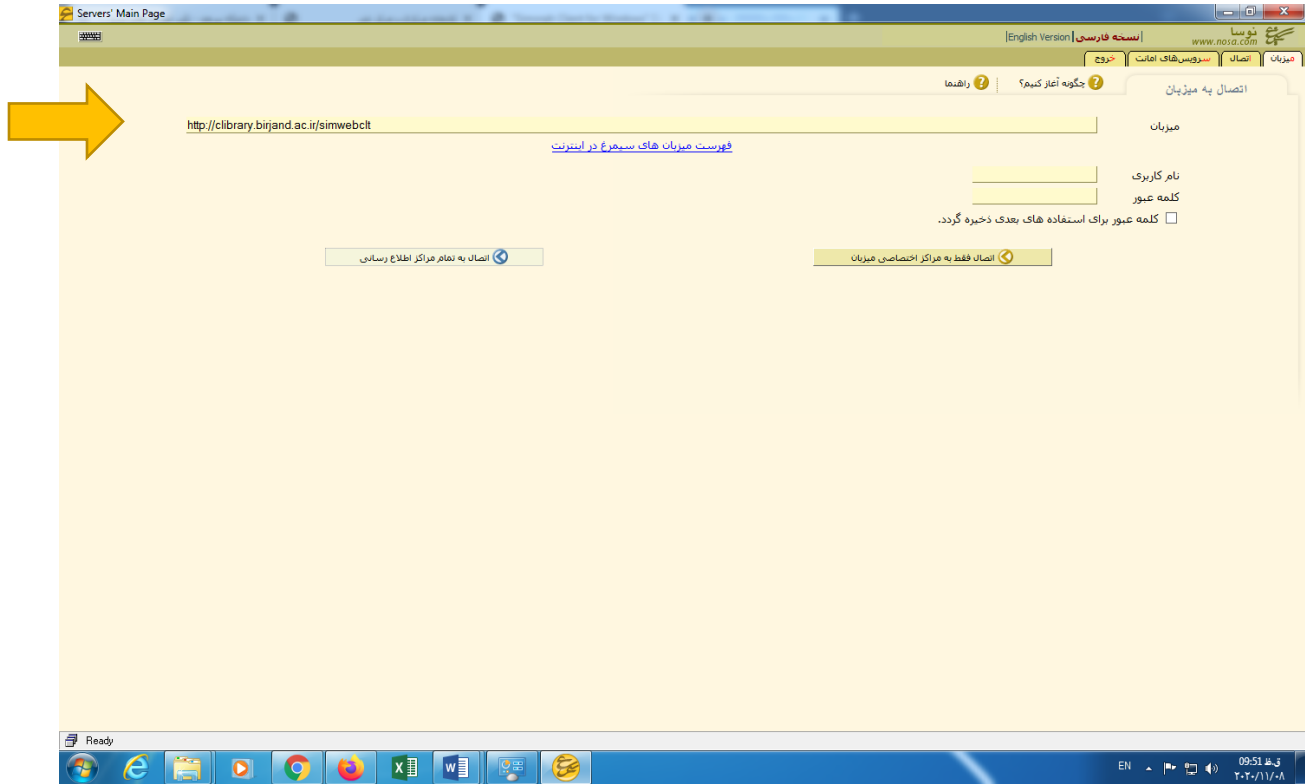 Servers' Main Page
نوسا
www.nosa.com
|نسخه فارسی|English Version|
میزبان
اتصال
سرویس‌های امانت
خروج
اتصال به میزبان
چگونه آغاز کنیم؟
راهنما
میزبان
http://clibrary.birjand.ac.ir/simwebclt
فهرست میزبان های سیمرغ در اینترنت
نام کاربری
کلمه عبور
کلمه عبور برای استفاده های بعدی ذخیره گردد.
اتصال فقط به مراکز اختصاصی میزبان
اتصال به تمام مراکز اطلاع رسانی
Ready
EN
09:51 ق.ظ
۲۰۲۰/۱۱/۰۸